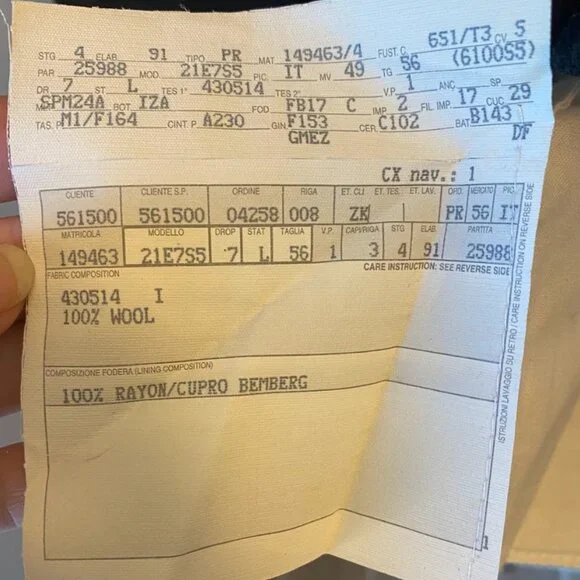 STG 4 ELAB. 91 TIPO PR MAT 149463/4 FUST. C. 651/T3 CV. 5
PAR 25988 MOD. 21E7S5 PIC. IT MV 49 TG 56 (6100S5)
DR 7 ST L TES 1° 430514 TES 2° V.P. 1 ANC. SP.
SPM24A BOT IZA FOD FB17 C IMP 2 FIL. IMP. 17 CUC 29
TAS. P. M1/F164 CINT P A230 GIN F153 CER C102 BAT B143
GMEZ DF
CX nav.: 1
CLIENTE CLIENTE S.P. ORDINE RIGA ET. CLI ET. TES. ET. LAV. OPD. MERCATO PIC.
561500 561500 04258 008 ZK PR 56 IT
MATRICOLA MODELLO DROP STAT TAGLIA V.P. CAPI/RIGA STG ELAB. PARTITA
149463 21E7S5 7 L 56 1 3 4 91 25988
FABRIC COMPOSITION CARE INSTRUCTION: SEE REVERSE SIDE
430514 I
100% WOOL
COMPOSIZIONE FODERA (LINING COMPOSITION)
100% RAYON/CUPRO BEMBERG
ISTRUZIONI LAVAGGIO SU RETRO / CARE INSTRUCTION ON REVERSE SIDE